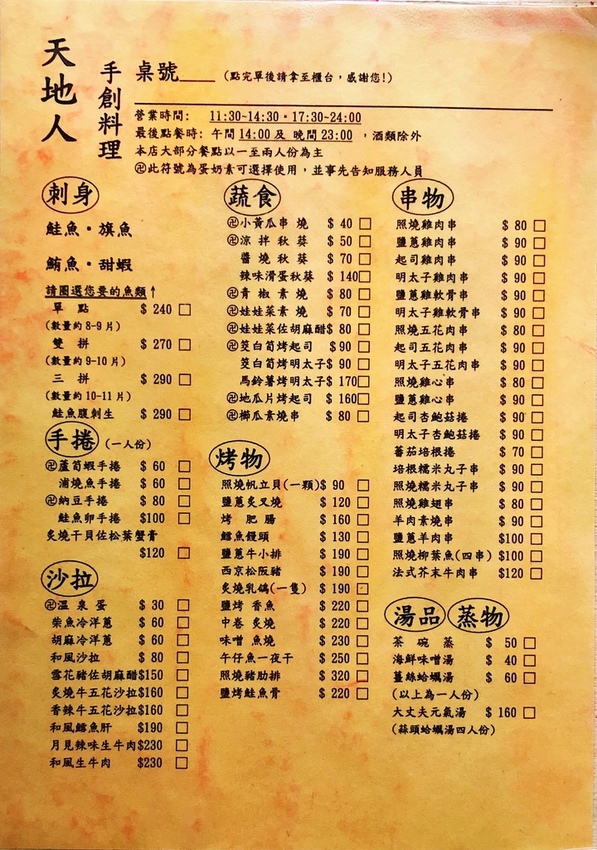 天地人
手創料理
桌號____ (點完單後請拿至櫃台，感謝您!)
營業時間： 11:30~14:30・17:30~24:00
最後點餐時: 午間 14:00 及 晚間 23:00 ，酒類除外
本店大部分餐點以一至兩人份為主
卍此符號為蛋奶素可選擇使用，並事先告知服務人員
刺身
鮭魚・旗魚
鮪魚・甜蝦
請圈選您要的魚類↑
單 點 $ 240 □
(數量約 8-9 片)
雙 拼 $ 270 □
(數量約 9-10 片)
三 拼 $ 290 □
(數量約 10-11 片)
鮭魚腹刺生 $ 290 □
手捲 (一人份)
卍蘆筍蝦手捲 $ 60 □
浦燒魚手捲 $ 60 □
卍納豆手捲 $ 80 □
鮭魚卵手捲 $100 □
炙燒干貝佐松葉蟹膏
$120 □
沙拉
卍溫 泉 蛋 $ 30 □
柴魚冷洋蔥 $ 60 □
胡麻冷洋蔥 $ 60 □
和風沙拉 $ 80 □
雪花豬佐胡麻醋$150 □
炙燒牛五花沙拉$160 □
香辣牛五花沙拉$160 □
和風鱈魚肝 $190 □
月見辣味生牛肉$230 □
和風生牛肉 $230 □
蔬食
卍小黃瓜串 燒 $ 40 □
卍涼 拌 秋 葵 $ 50 □
醬 燒 秋 葵 $ 70 □
辣味滑蛋秋葵 $ 140□
卍青 椒 素 燒 $ 80 □
卍娃娃菜素 燒 $ 70 □
卍娃娃菜佐胡麻醋$ 80 □
卍筊白筍烤起司 $ 90 □
筊白筍烤明太子$ 90 □
馬鈴薯烤明太子$ 170□
卍地瓜片烤起司 $ 160□
卍櫛瓜素燒串 $ 80 □
烤物
照燒帆立貝(一顆)$ 90 □
鹽蔥炙叉燒 $ 120 □
烤 肥 腸 $ 160 □
鱈魚饅頭 $ 130 □
鹽蔥牛小排 $ 190 □
西京松阪豬 $ 190 □
炙燒乳鴿(一隻) $ 190 □
鹽烤 香魚 $ 220 □
中卷 炙燒 $ 220 □
味噌 魚燒 $ 230 □
午仔魚一夜干 $ 250 □
照燒豬肋排 $ 320 □
鹽烤鮭魚骨 $ 220 □
串物
照燒雞肉串 $ 80 □
鹽蔥雞肉串 $ 90 □
起司雞肉串 $ 90 □
明太子雞肉串 $ 90 □
鹽蔥雞軟骨串 $ 90 □
明太子雞軟骨串 $ 90 □
照燒五花肉串 $ 80 □
起司五花肉串 $ 90 □
明太子五花肉串 $ 90 □
照燒雞心串 $ 80 □
鹽蔥雞心串 $ 90 □
起司杏鮑菇捲 $ 90 □
明太子杏鮑菇捲 $ 90 □
蕃茄培根捲 $ 70 □
培根糯米丸子串 $ 90 □
照燒糯米丸子串 $ 90 □
照燒雞翅串 $ 80 □
羊肉素燒串 $ 90 □
鹽蔥羊肉串 $100 □
照燒柳葉魚(四串) $100 □
法式芥末牛肉串 $120 □
湯品 蒸物
茶 碗 蒸 $ 50 □
海鮮味噌湯 $ 40 □
薑絲蛤蠣湯 $ 60 □
(以上為一人份)
大丈夫元氣湯 $ 160 □
(蒜頭蛤蠣湯四人份)